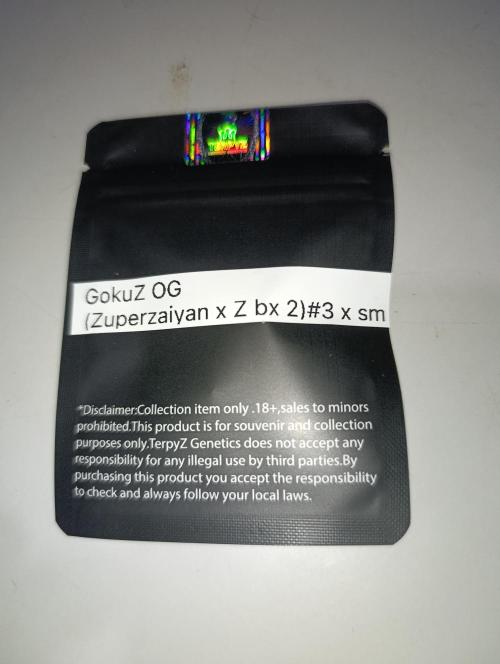 TERPYZ
GokuZ OG
(Zuperzaiyan x Z bx 2)#3 x sm
*Disclaimer:Collection item only .18+,sales to minors
prohibited.This product is for souvenir and collection
purposes only.TerpyZ Genetics does not accept any
responsibility for any illegal use by third parties.By
purchasing this product you accept the responsibility
to check and always follow your local laws.